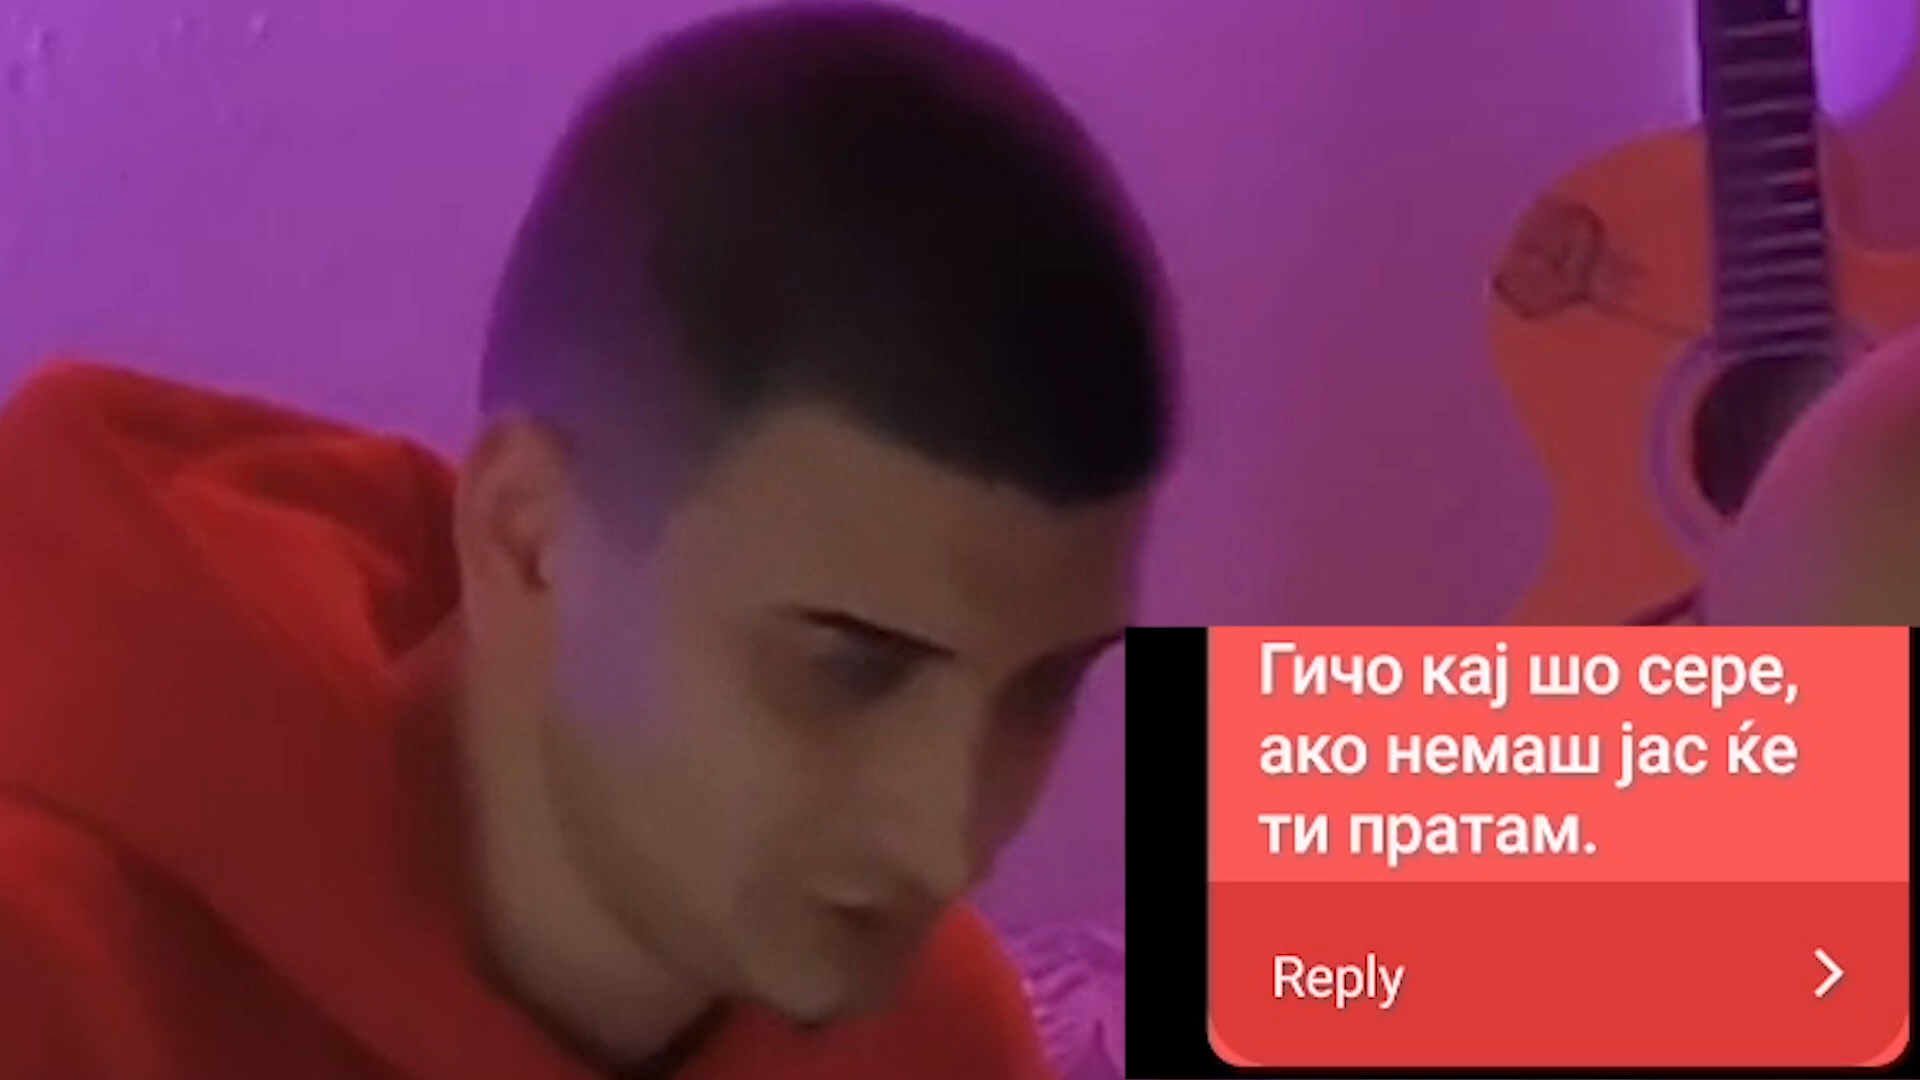 Гичо кај шо сере,
ако немаш јас ќе
ти пратам.
Reply